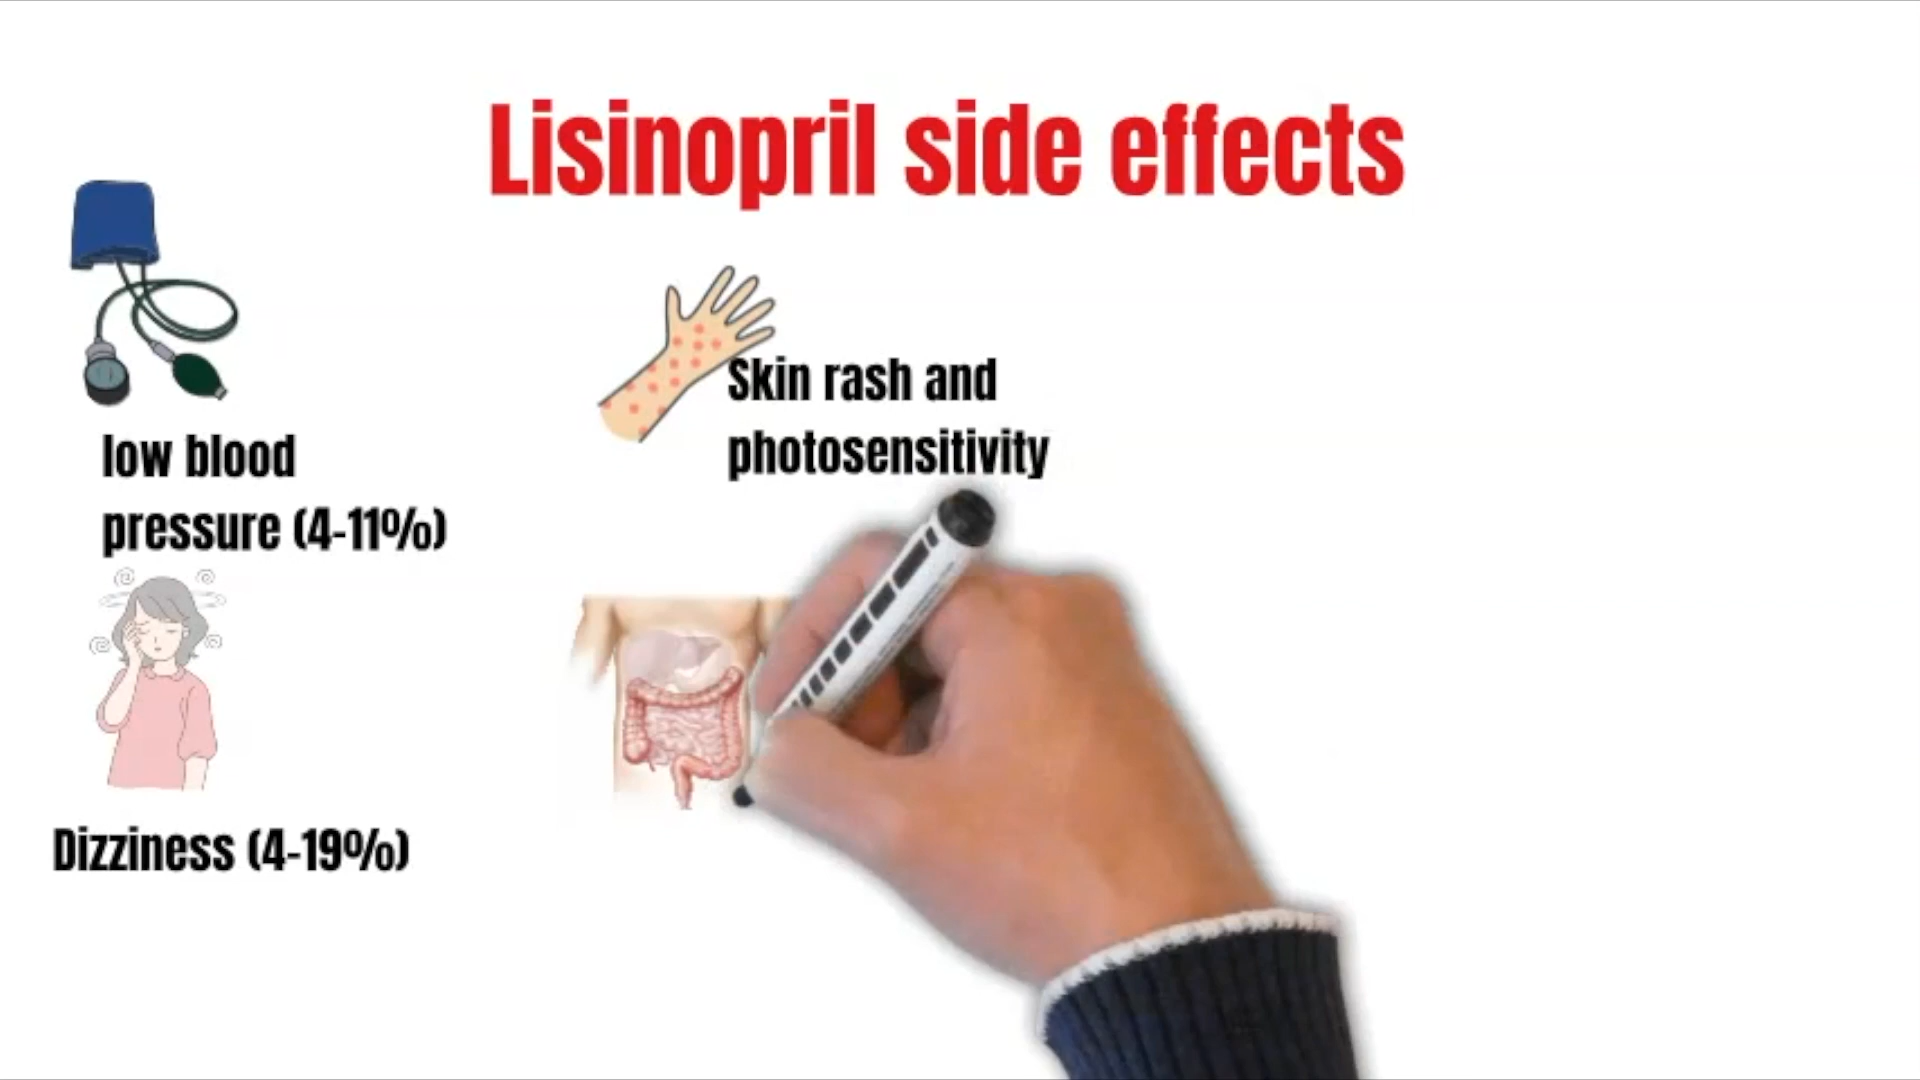 Lisinopril side effects
low blood
pressure (4-11%)
Dizziness (4-19%)
Skin rash and
photosensitivity